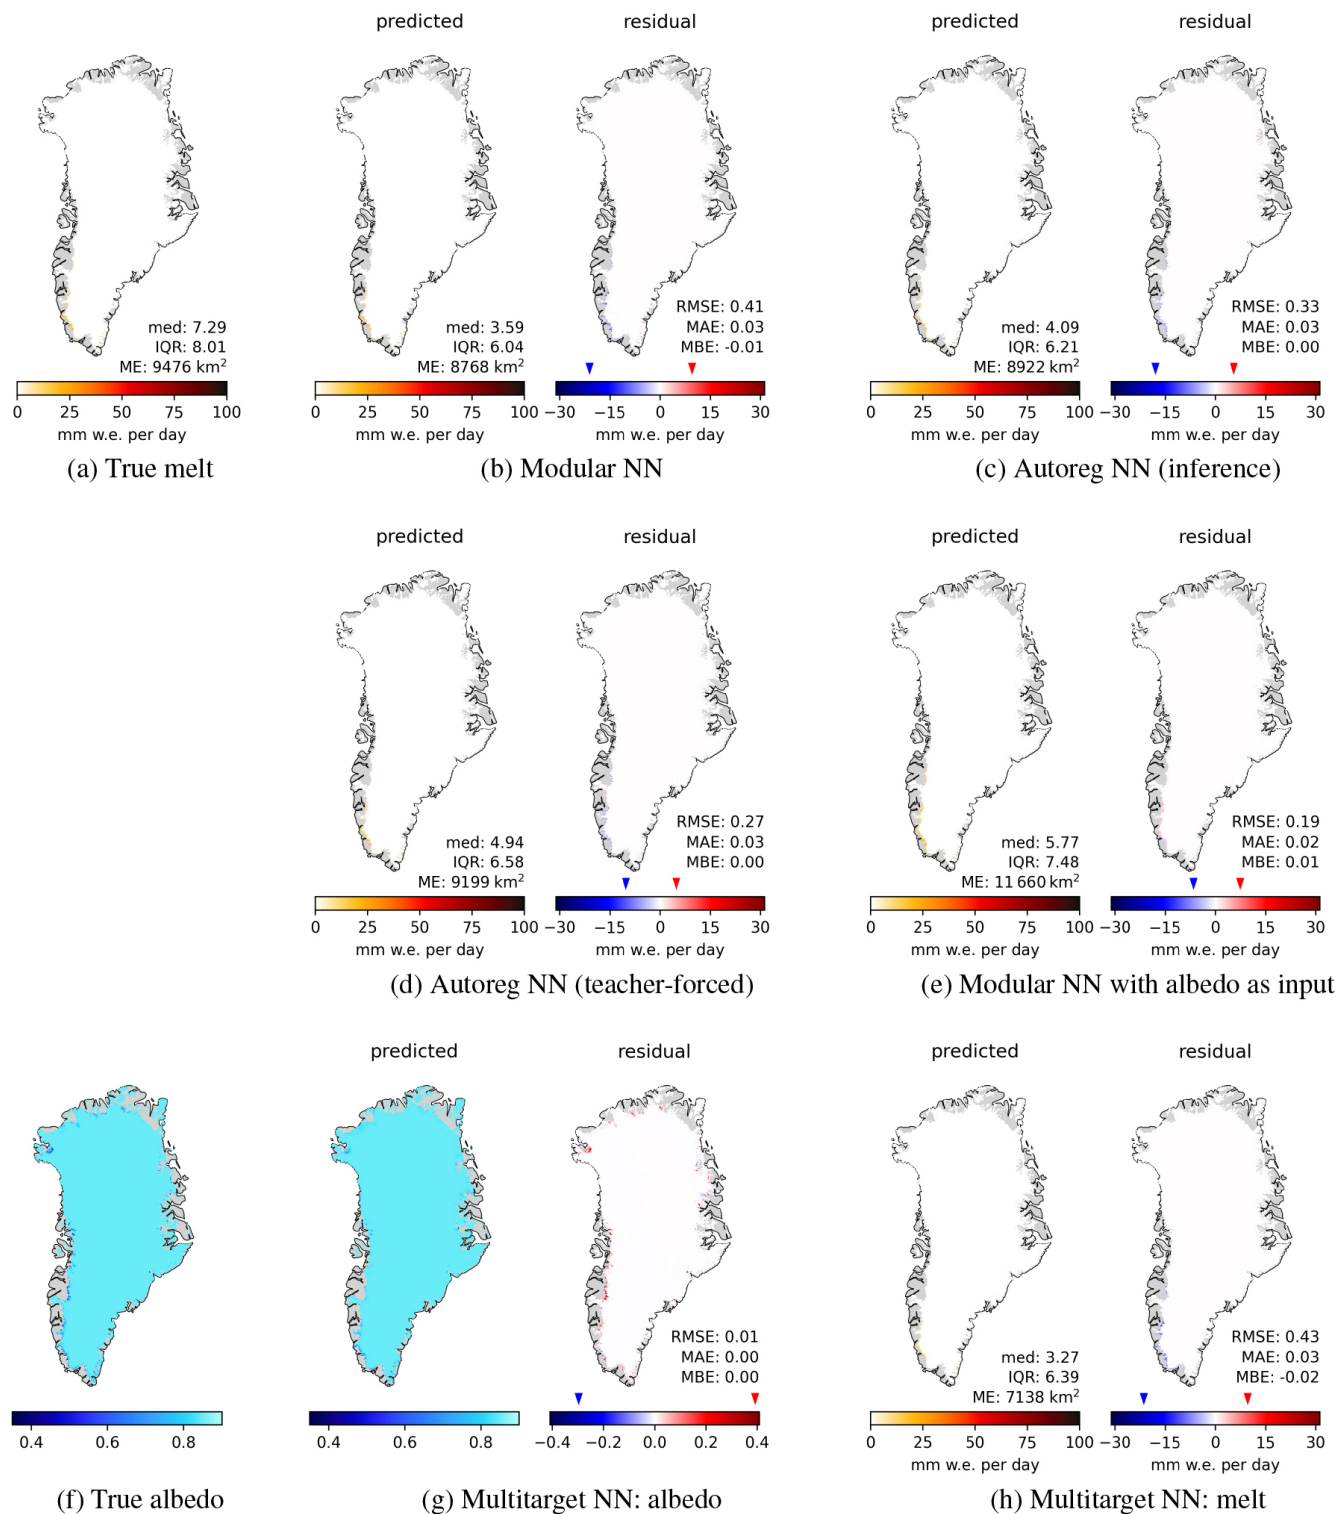 predicted residual predicted residual
med: 7.29
IQR: 8.01
ME: 9476 km²
0 25 50 75 100
mm w.e. per day
(a) True melt
med: 3.59
IQR: 6.04
ME: 8768 km²
0 25 50 75 100
mm w.e. per day
RMSE: 0.41
MAE: 0.03
MBE: -0.01
−30 −15 0 15 30
mm w.e. per day
(b) Modular NN
med: 4.09
IQR: 6.21
ME: 8922 km²
0 25 50 75 100
mm w.e. per day
RMSE: 0.33
MAE: 0.03
MBE: 0.00
−30 −15 0 15 30
mm w.e. per day
(c) Autoreg NN (inference)
predicted residual predicted residual
med: 4.94
IQR: 6.58
ME: 9199 km²
0 25 50 75 100
mm w.e. per day
RMSE: 0.27
MAE: 0.03
MBE: 0.00
−30 −15 0 15 30
mm w.e. per day
(d) Autoreg NN (teacher-forced)
med: 5.77
IQR: 7.48
ME: 11 660 km²
0 25 50 75 100
mm w.e. per day
RMSE: 0.19
MAE: 0.02
MBE: 0.01
−30 −15 0 15 30
mm w.e. per day
(e) Modular NN with albedo as input
predicted residual predicted residual
0.4 0.6 0.8
(f) True albedo
0.4 0.6 0.8
RMSE: 0.01
MAE: 0.00
MBE: 0.00
−0.4 −0.2 0.0 0.2 0.4
(g) Multitarget NN: albedo
med: 3.27
IQR: 6.39
ME: 7138 km²
0 25 50 75 100
mm w.e. per day
RMSE: 0.43
MAE: 0.03
MBE: -0.02
−30 −15 0 15 30
mm w.e. per day
(h) Multitarget NN: melt